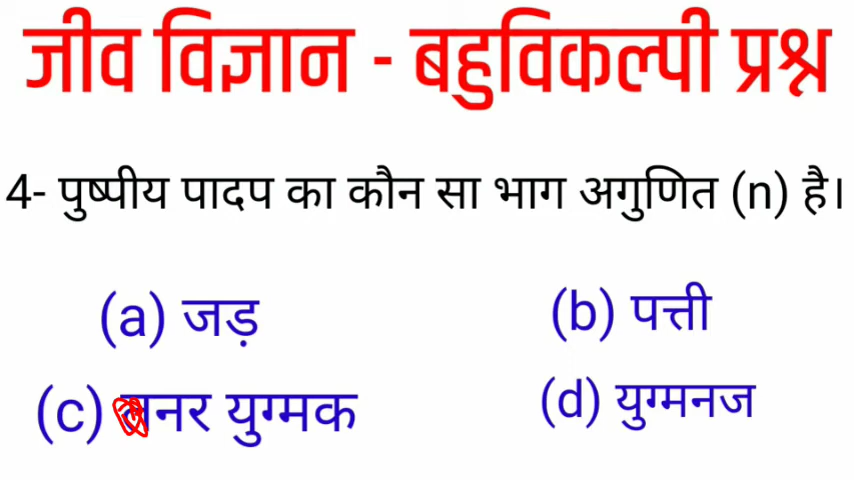 जीव विज्ञान - बहुविकल्पी प्रश्न
4- पुष्पीय पादप का कौन सा भाग अगुणित (n) है।
(a) जड़
(b) पत्ती
(c) नर युग्मक
(d) युग्मनज